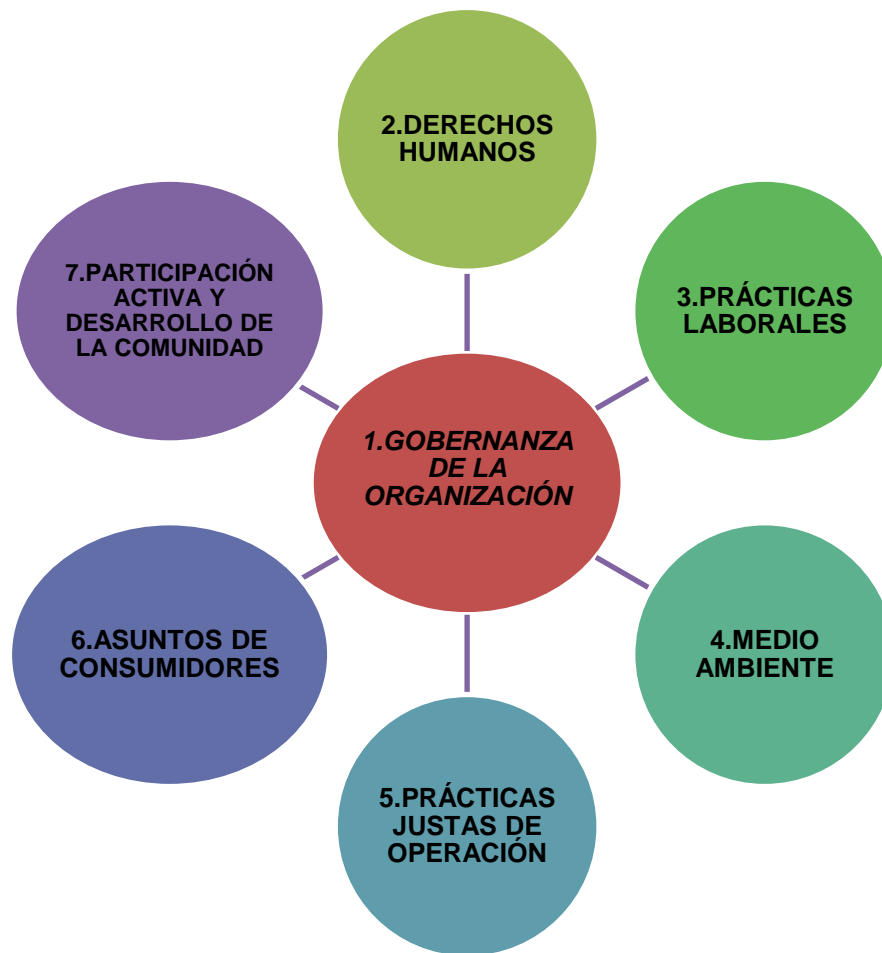 1.GOBERNANZA
DE LA
ORGANIZACIÓN
2.DERECHOS
HUMANOS
3.PRÁCTICAS
LABORALES
4.MEDIO
AMBIENTE
5.PRÁCTICAS
JUSTAS DE
OPERACIÓN
6.ASUNTOS DE
CONSUMIDORES
7.PARTICIPACIÓN
ACTIVA Y
DESARROLLO DE
LA COMUNIDAD